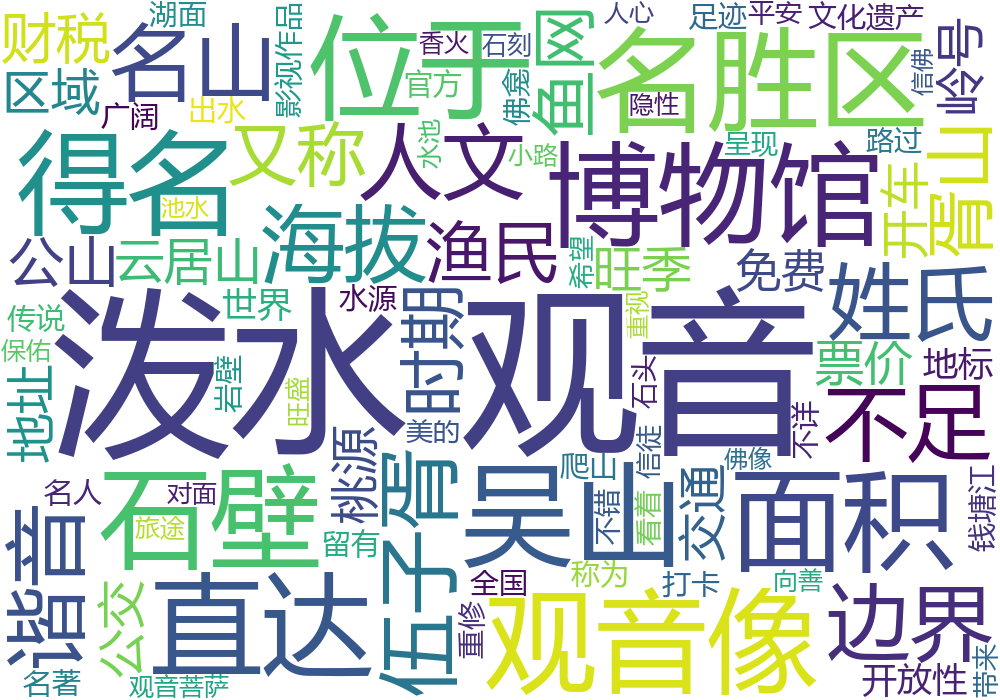 湖面
影视作品
人心
足迹
平安
文化遗产
财税
名山
位于
香火
石刻
鱼网
名胜区
信佛
岭号
区域
官方
佛龛
隐性
广阔
出水
得名
又称
人文
水池
小路
博物馆
呈现
路过
开车
胥山
池水
公山
云居山
海拔
渔民
希望
旺季
免费
姓氏
传说
世界
水源
时期
重视
保佑
泼水观音
票价
地标
地址
岩壁
旺盛
美的
石头
不详
不足
名人
石壁
对面
桃源
胥
伍子胥
吴国
爬山
信徒
佛像
交通
面积
钱塘江
旅途
留有
不错
看着
谐音
公交
直达
全国
称为
打卡
向善
重修
观音像
边界
名著
观音菩萨
开放性
带来